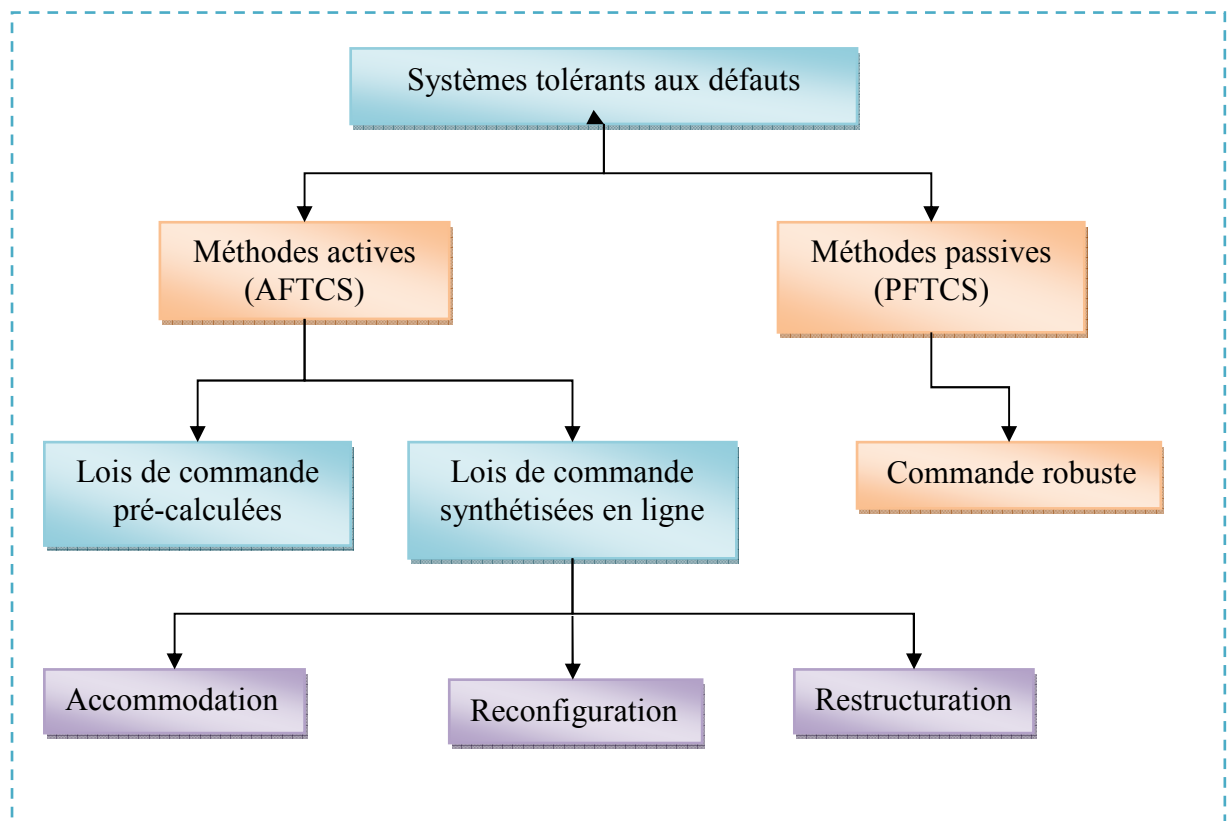 Systèmes tolérants aux défauts
Méthodes actives
(AFTCS)
Méthodes passives
(PFTCS)
Lois de commande
pré-calculées
Lois de commande
synthétisées en ligne
Commande robuste
Accommodation
Reconfiguration
Restructuration